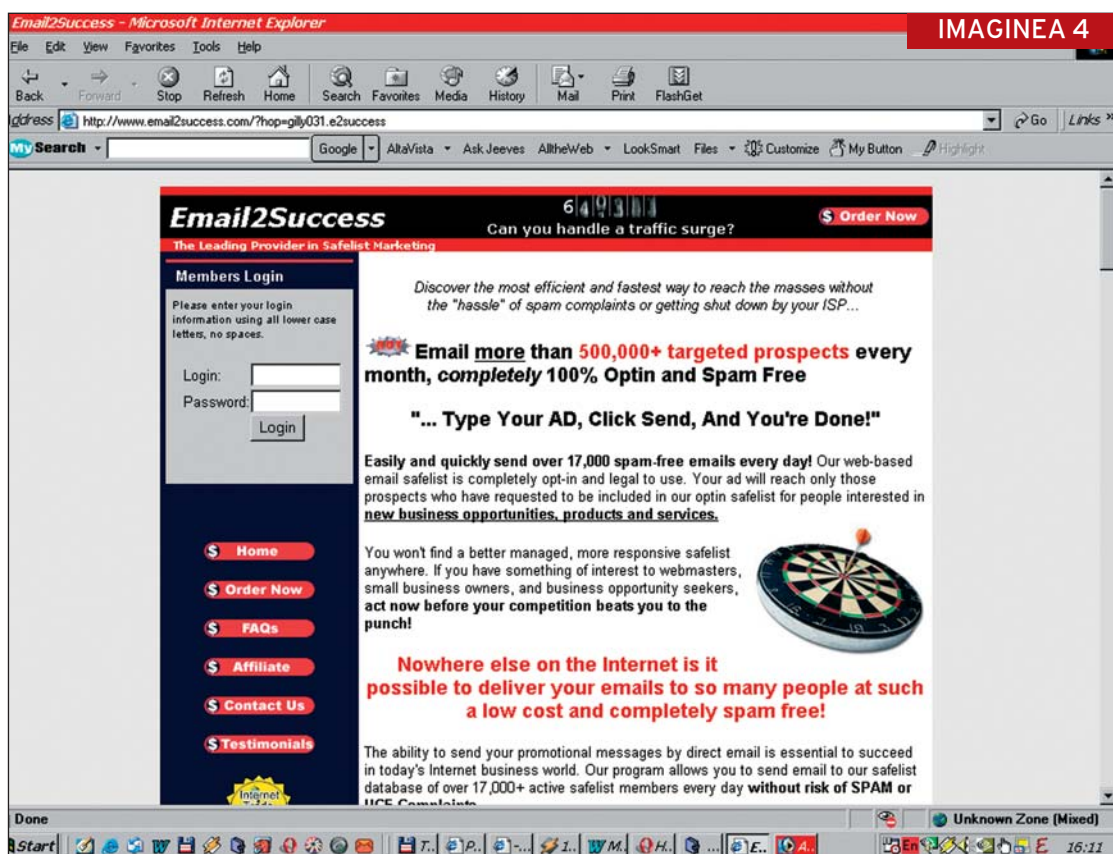 Email2Success - Microsoft Internet Explorer
IMAGINEA 4
File Edit View Favorites Tools Help
Back Forward Stop Refresh Home Search Favorites Media History Mail Print FlashGet
http://www.email2success.com/?hop=gilly031.e2success Go Links »
My Search Google AltaVista Ask Jeeves AlltheWeb LookSmart Files Customize My Button Highlight
Email2Success
Can you handle a traffic surge?
$ Order Now
The Leading Provider in Safelist Marketing
Members Login
Please enter your login
information using all lower case
letters, no spaces.
Login:
Password:
Login
$ Home
$ Order Now
$ FAQs
$ Affiliate
$ Contact Us
$ Testimonials
Internet
Discover the most efficient and fastest way to reach the masses without
the "hassle" of spam complaints or getting shut down by your ISP...
HOT Email more than 500,000+ targeted prospects every
month, completely 100% Optin and Spam Free
"... Type Your AD, Click Send, And You're Done!"
Easily and quickly send over 17,000 spam-free emails every day! Our web-based
email safelist is completely opt-in and legal to use. Your ad will reach only those
prospects who have requested to be included in our optin safelist for people interested in
new business opportunities, products and services.
You won't find a better managed, more responsive safelist
anywhere. If you have something of interest to webmasters,
small business owners, and business opportunity seekers,
act now before your competition beats you to the
punch!
Nowhere else on the Internet is it
possible to deliver your emails to so many people at such
a low cost and completely spam free!
The ability to send your promotional messages by direct email is essential to succeed
in today's Internet business world. Our program allows you to send email to our safelist
database of over 17,000+ active safelist members every day without risk of SPAM or
UCE Complaints
Done Unknown Zone (Mixed)
Start T.. P.. -... 1.. M.. H.. ... E.. A.. En 16:11